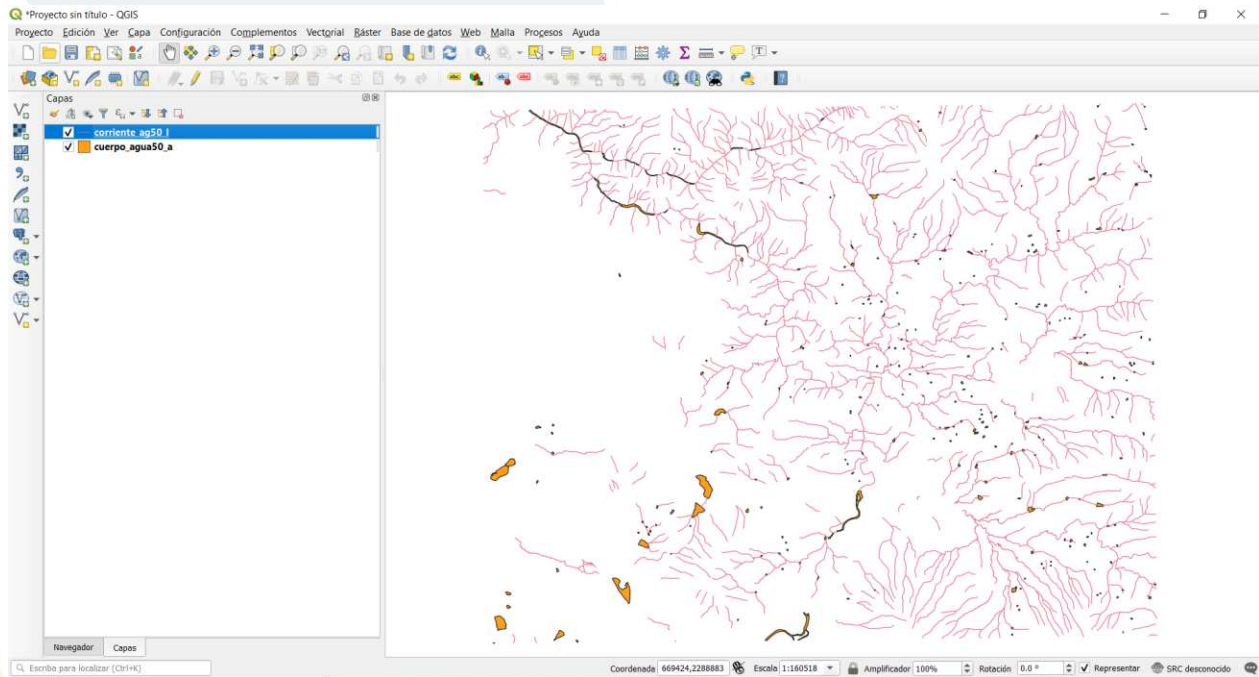 *Proyecto sin título - QGIS
Proyecto Edición Ver Capa Configuración Complementos Vectorial Ráster Base de datos Web Malla Procesos Ayuda
Capas
corriente_ag50_l
cuerpo_agua50_a
Navegador Capas
Escriba para localizar (Ctrl+K)
Coordenada 669424,2288883 Escala 1:160518 Amplificador 100% Rotación 0.0 ° Representar SRC desconocido